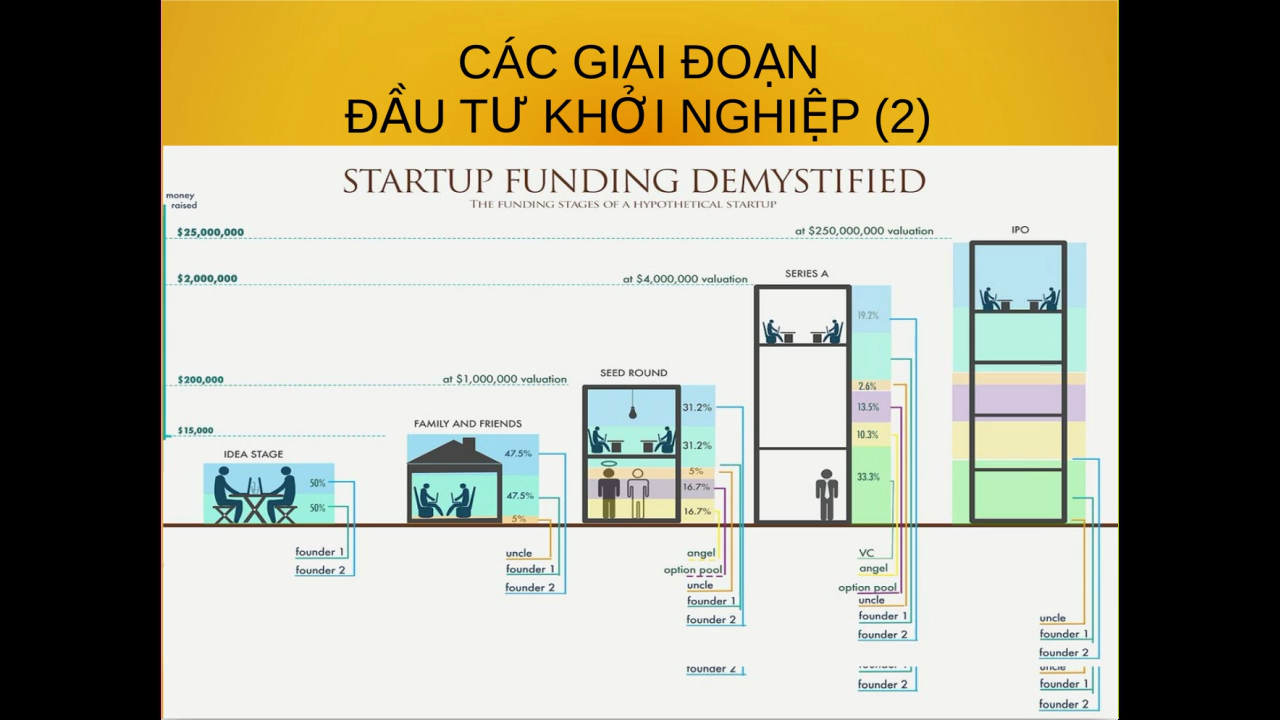 CÁC GIAI ĐOẠN
ĐẦU TƯ KHỞI NGHIỆP (2)
STARTUP FUNDING DEMYSTIFIED
THE FUNDING STAGES OF A HYPOTHETICAL STARTUP
money
raised
$25,000,000
at $250,000,000 valuation
IPO
$2,000,000
at $4,000,000 valuation
SERIES A
$200,000
at $1,000,000 valuation
SEED ROUND
$15,000
FAMILY AND FRIENDS
IDEA STAGE
50%
50%
founder 1
founder 2
47.5%
47.5%
5%
uncle
founder 1
founder 2
31.2%
31.2%
5%
16.7%
16.7%
angel
option pool
uncle
founder 1
founder 2
founder 2
19.2%
2.6%
13.5%
10.3%
33.3%
VC
angel
option pool
uncle
founder 1
founder 2
founder 1
founder 2
uncle
founder 1
founder 2
uncle
founder 1
founder 2